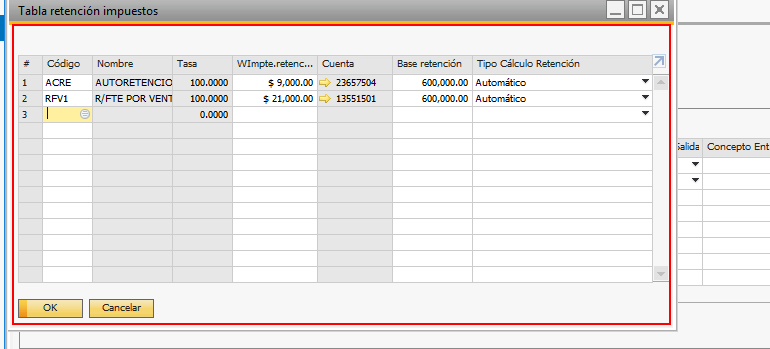 Tabla retención impuestos
# Código Nombre Tasa WImpte.retenc... Cuenta Base retención Tipo Cálculo Retención
1 ACRE AUTORETENCIO 100.0000 $ 9,000.00 23657504 600,000.00 Automático
2 RFV1 R/FTE POR VENT 100.0000 $ 21,000.00 13551501 600,000.00 Automático
3 0.0000
Salida Concepto Ent
OK Cancelar